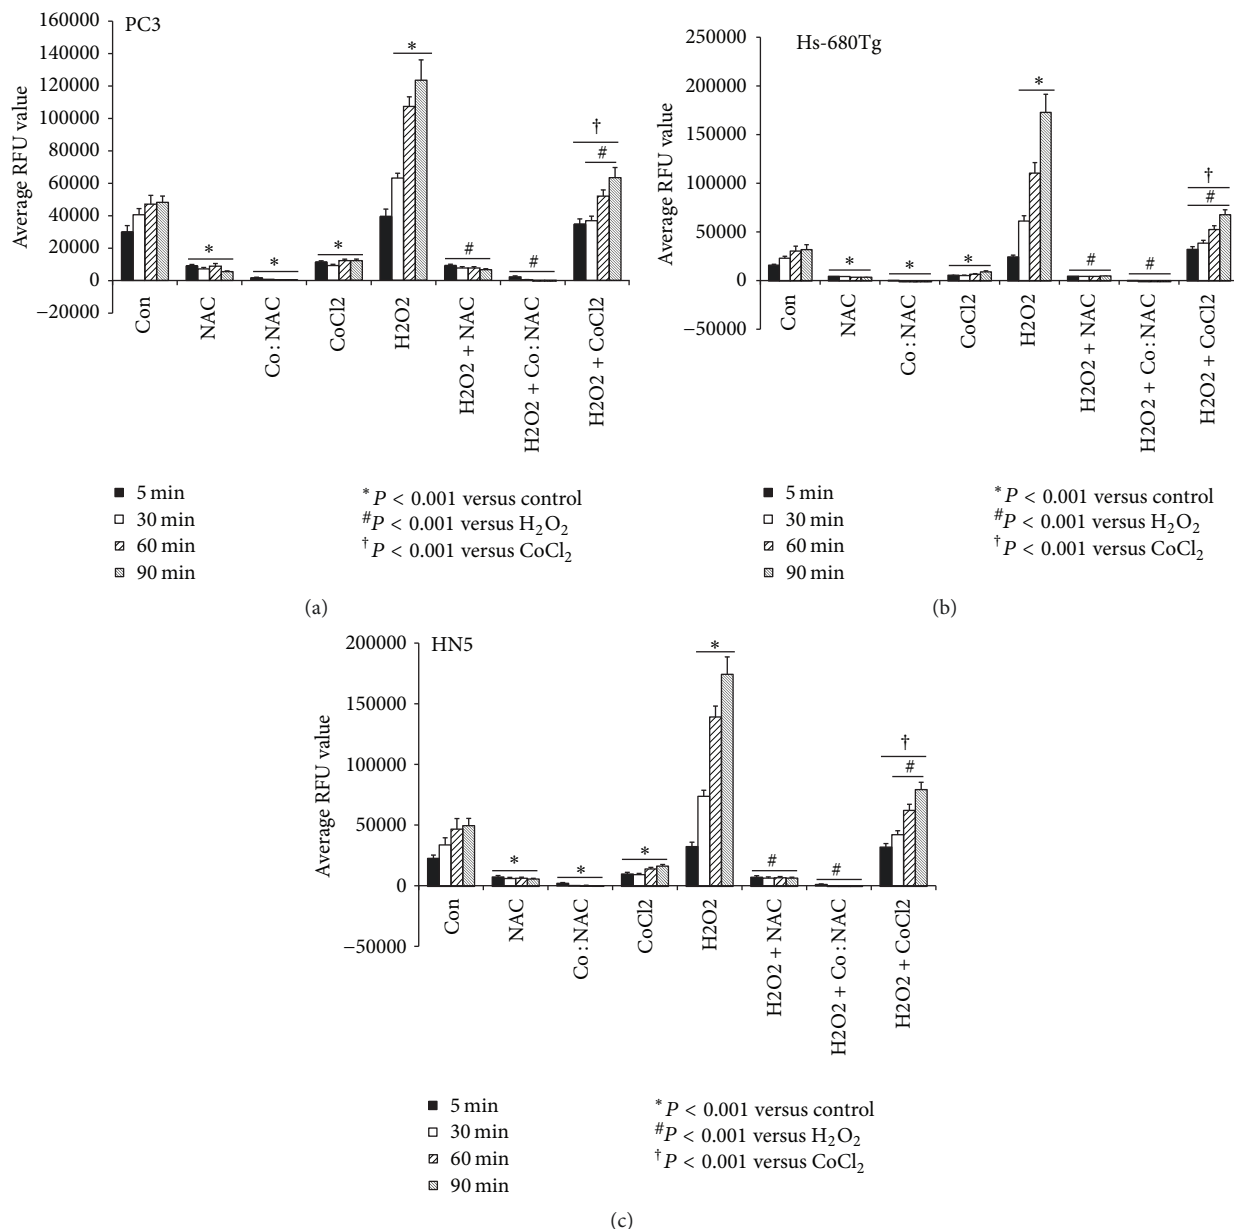 PC3
Average RFU value
160000
140000
120000
100000
80000
60000
40000
20000
0
−20000
Con
NAC
Co : NAC
CoCl2
H2O2
H2O2 + NAC
H2O2 + Co : NAC
H2O2 + CoCl2
*
*
*
*
#
#
†
#
5 min
30 min
60 min
90 min
*P < 0.001 versus control
#P < 0.001 versus H₂O₂
†P < 0.001 versus CoCl₂
(a)
Hs-680Tg
Average RFU value
250000
200000
150000
100000
50000
0
−50000
Con
NAC
Co : NAC
CoCl2
H2O2
H2O2 + NAC
H2O2 + Co : NAC
H2O2 + CoCl2
*
*
*
*
#
#
†
#
5 min
30 min
60 min
90 min
*P < 0.001 versus control
#P < 0.001 versus H₂O₂
†P < 0.001 versus CoCl₂
(b)
HN5
Average RFU value
200000
150000
100000
50000
0
−50000
Con
NAC
Co : NAC
CoCl2
H2O2
H2O2 + NAC
H2O2 + Co : NAC
H2O2 + CoCl2
*
*
*
*
#
#
†
#
5 min
30 min
60 min
90 min
*P < 0.001 versus control
#P < 0.001 versus H₂O₂
†P < 0.001 versus CoCl₂
(c)